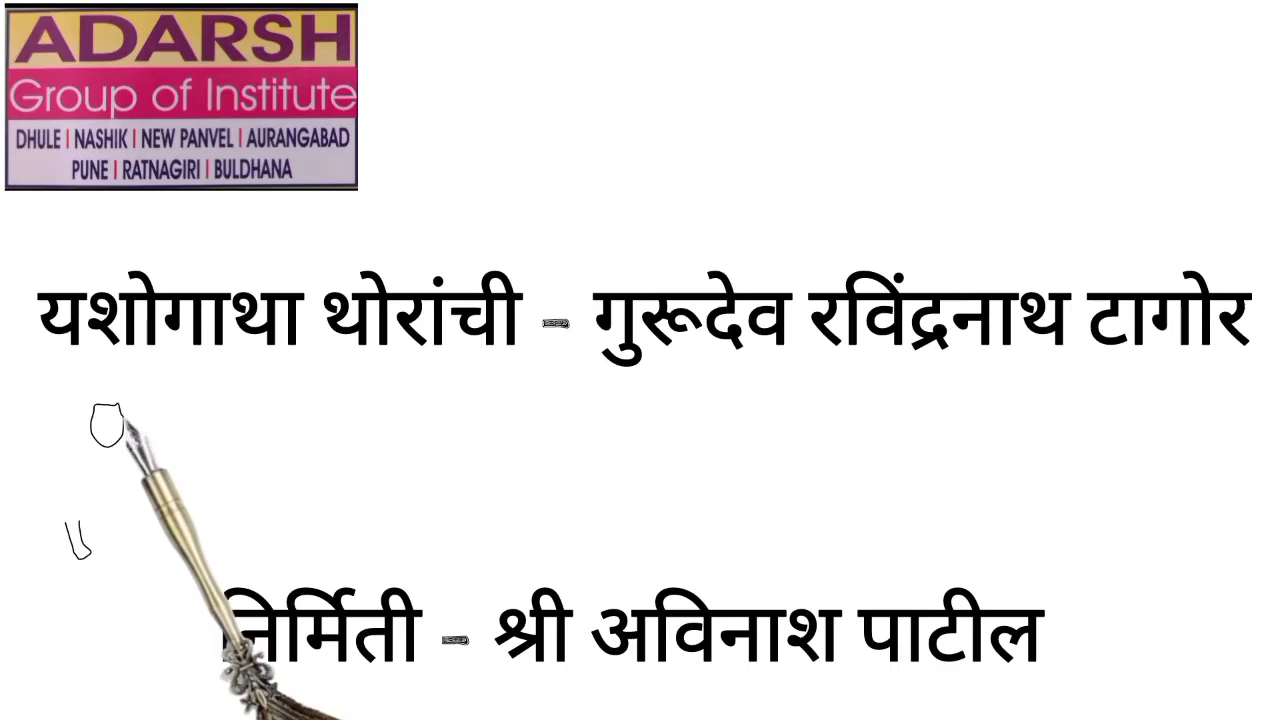 ADARSH
Group of Institute
DHULE | NASHIK | NEW PANVEL | AURANGABAD
PUNE | RATNAGIRI | BULDHANA
यशोगाथा थोरांची - गुरूदेव रविंद्रनाथ टागोर
निर्मिती - श्री अविनाश पाटील